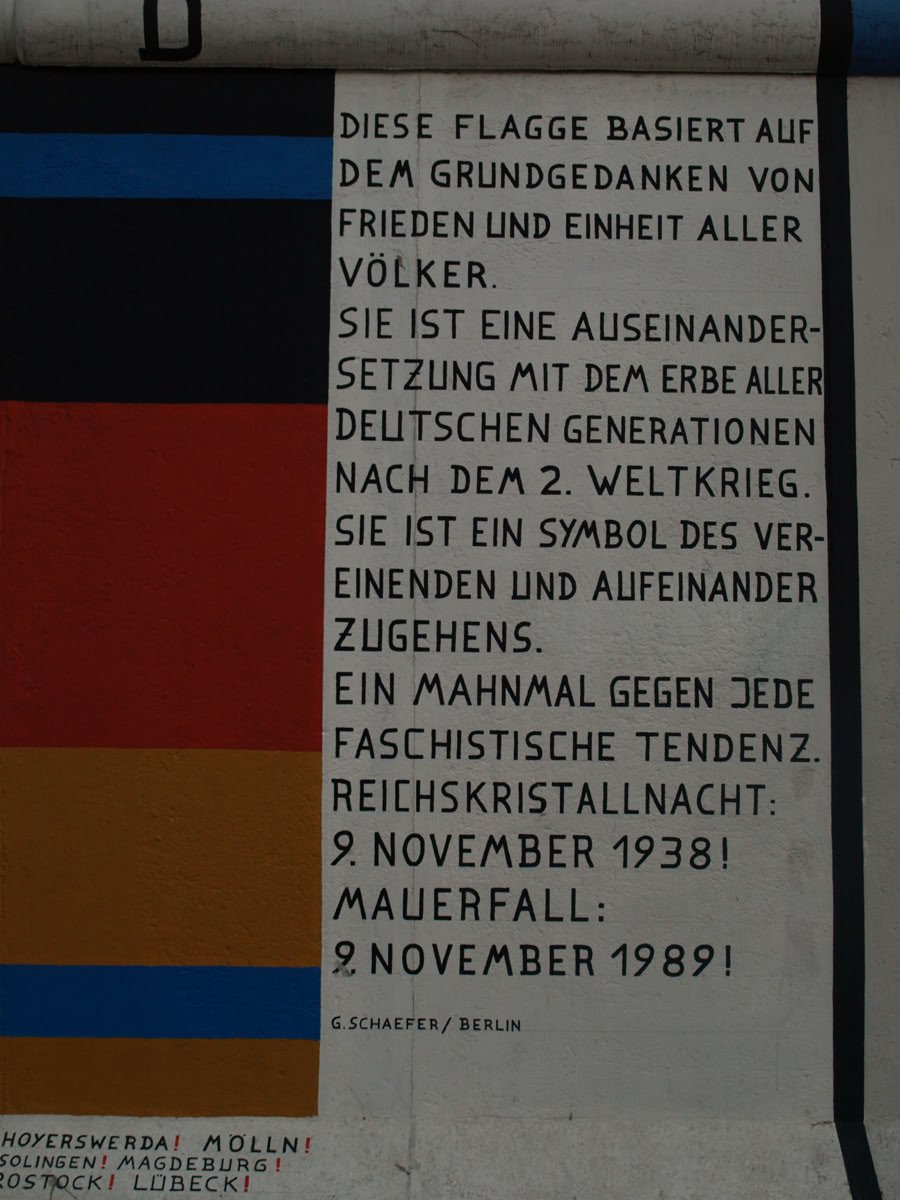 D
DIESE FLAGGE BASIERT AUF
DEM GRUNDGEDANKEN VON
FRIEDEN UND EINHEIT ALLER
VÖLKER.
SIE IST EINE AUSEINANDER-
SETZUNG MIT DEM ERBE ALLER
DEUTSCHEN GENERATIONEN
NACH DEM 2. WELTKRIEG.
SIE IST EIN SYMBOL DES VER-
EINENDEN UND AUFEINANDER
ZUGEHENS.
EIN MAHNMAL GEGEN JEDE
FASCHISTISCHE TENDENZ.
REICHSKRISTALLNACHT:
9. NOVEMBER 1938!
MAUERFALL:
9. NOVEMBER 1989!
G.SCHAEFER/ BERLIN
HOYERSWERDA! MÖLLN!
SOLINGEN! MAGDEBURG!
ROSTOCK! LÜBECK!